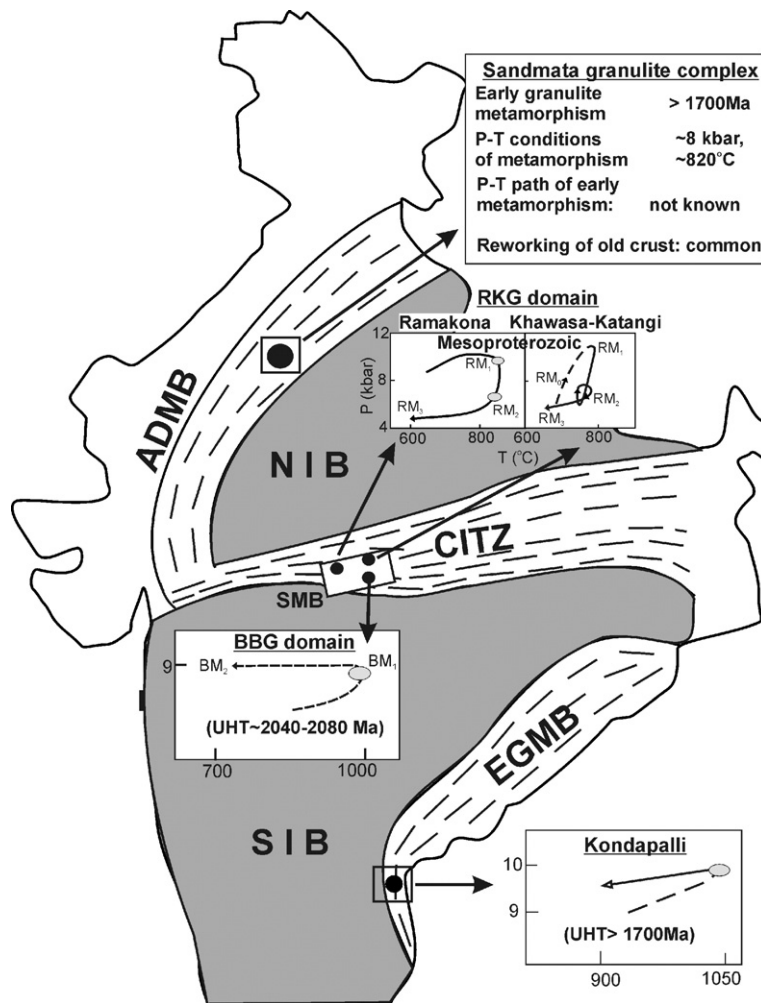 Sandmata granulite complex
Early granulite metamorphism > 1700Ma
P-T conditions of metamorphism ~8 kbar, ~820°C
P-T path of early metamorphism: not known
Reworking of old crust: common
RKG domain
Ramakona Khawasa-Katangi
Mesoproterozoic
12
8
4
P (kbar)
RM₁
RM₂
RM₃
600
800
RM₁
RM₀
RM₂
RM₃
600
800
T (°C)
ADMB
NIB
CITZ
SMB
BBG domain
9
BM₂
BM₁
(UHT~2040-2080 Ma)
700
1000
EGMB
SIB
Kondapalli
10
9
(UHT> 1700Ma)
900
1050